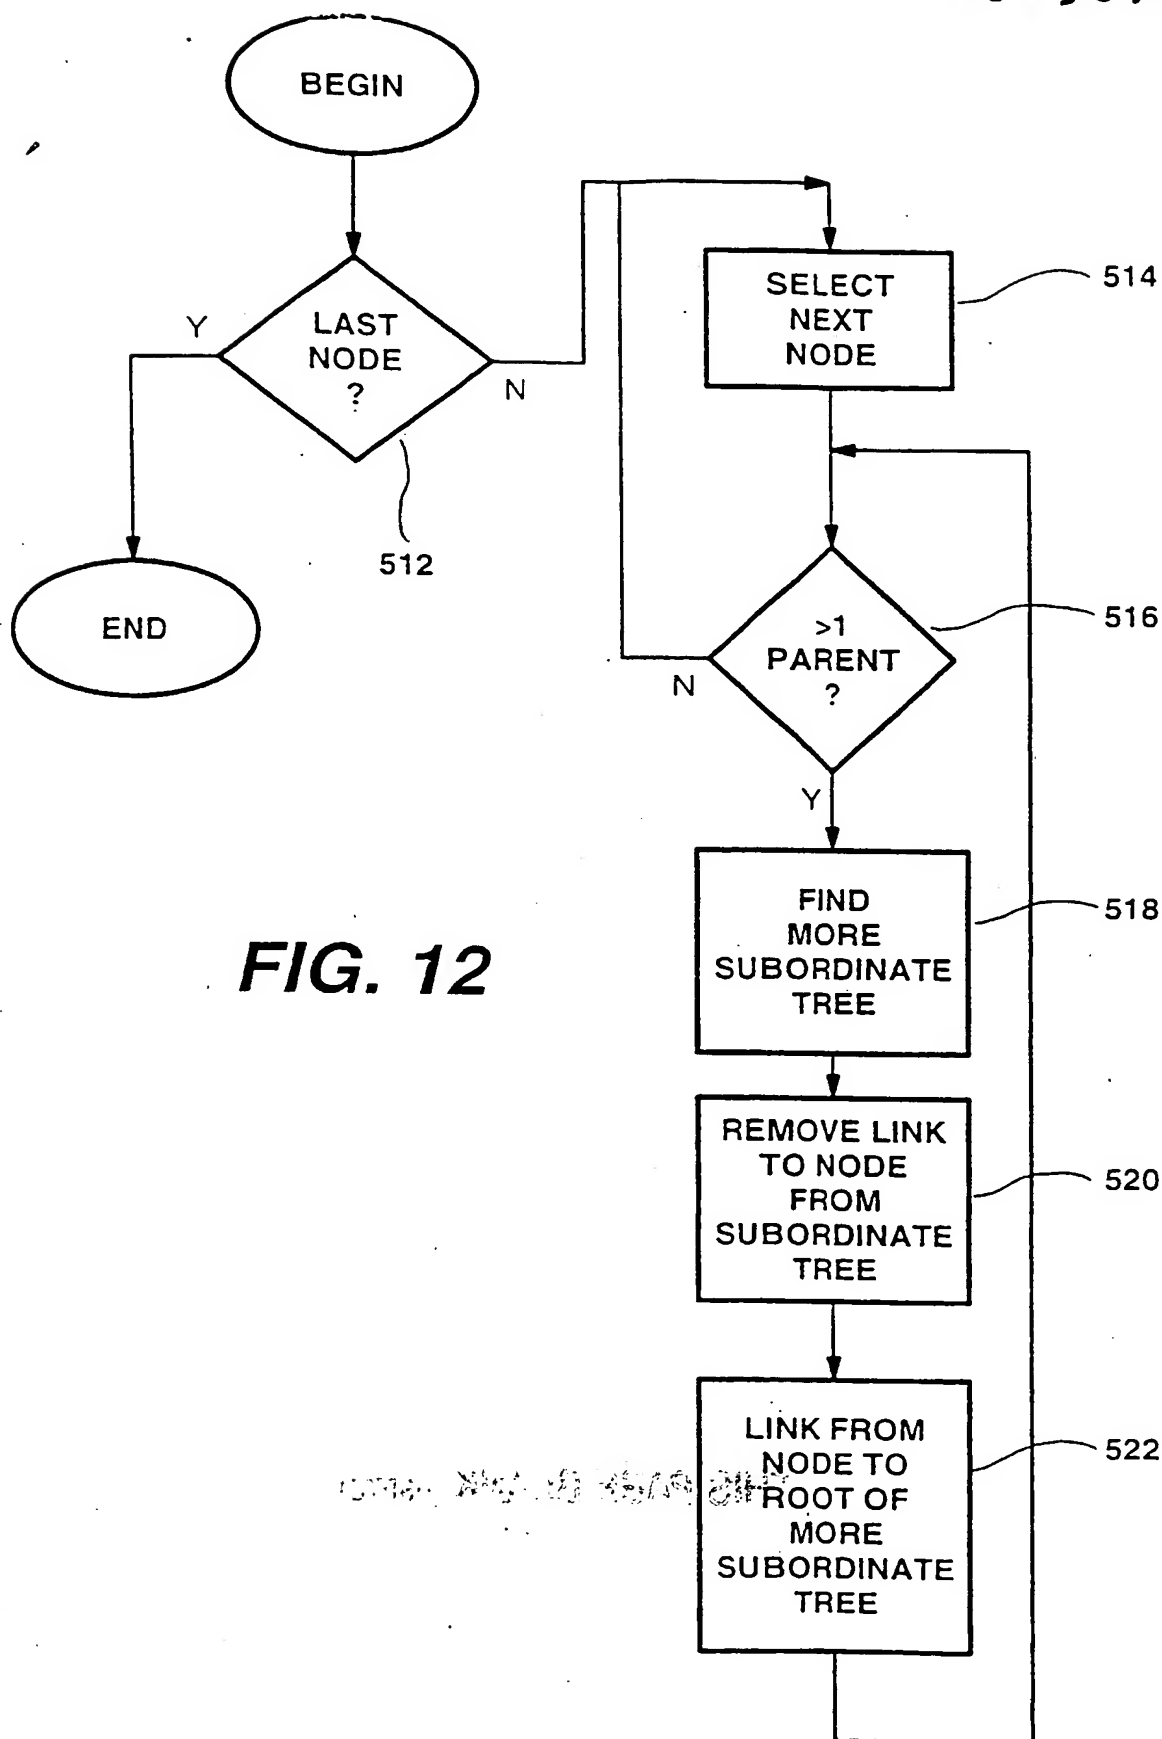 BEGIN
LAST
NODE
?
Y
N
512
END
SELECT
NEXT
NODE
514
>1
PARENT
?
516
N
Y
FIND
MORE
SUBORDINATE
TREE
518
FIG. 12
REMOVE LINK
TO NODE
FROM
SUBORDINATE
TREE
520
LINK FROM
NODE TO
ROOT OF
MORE
SUBORDINATE
TREE
522